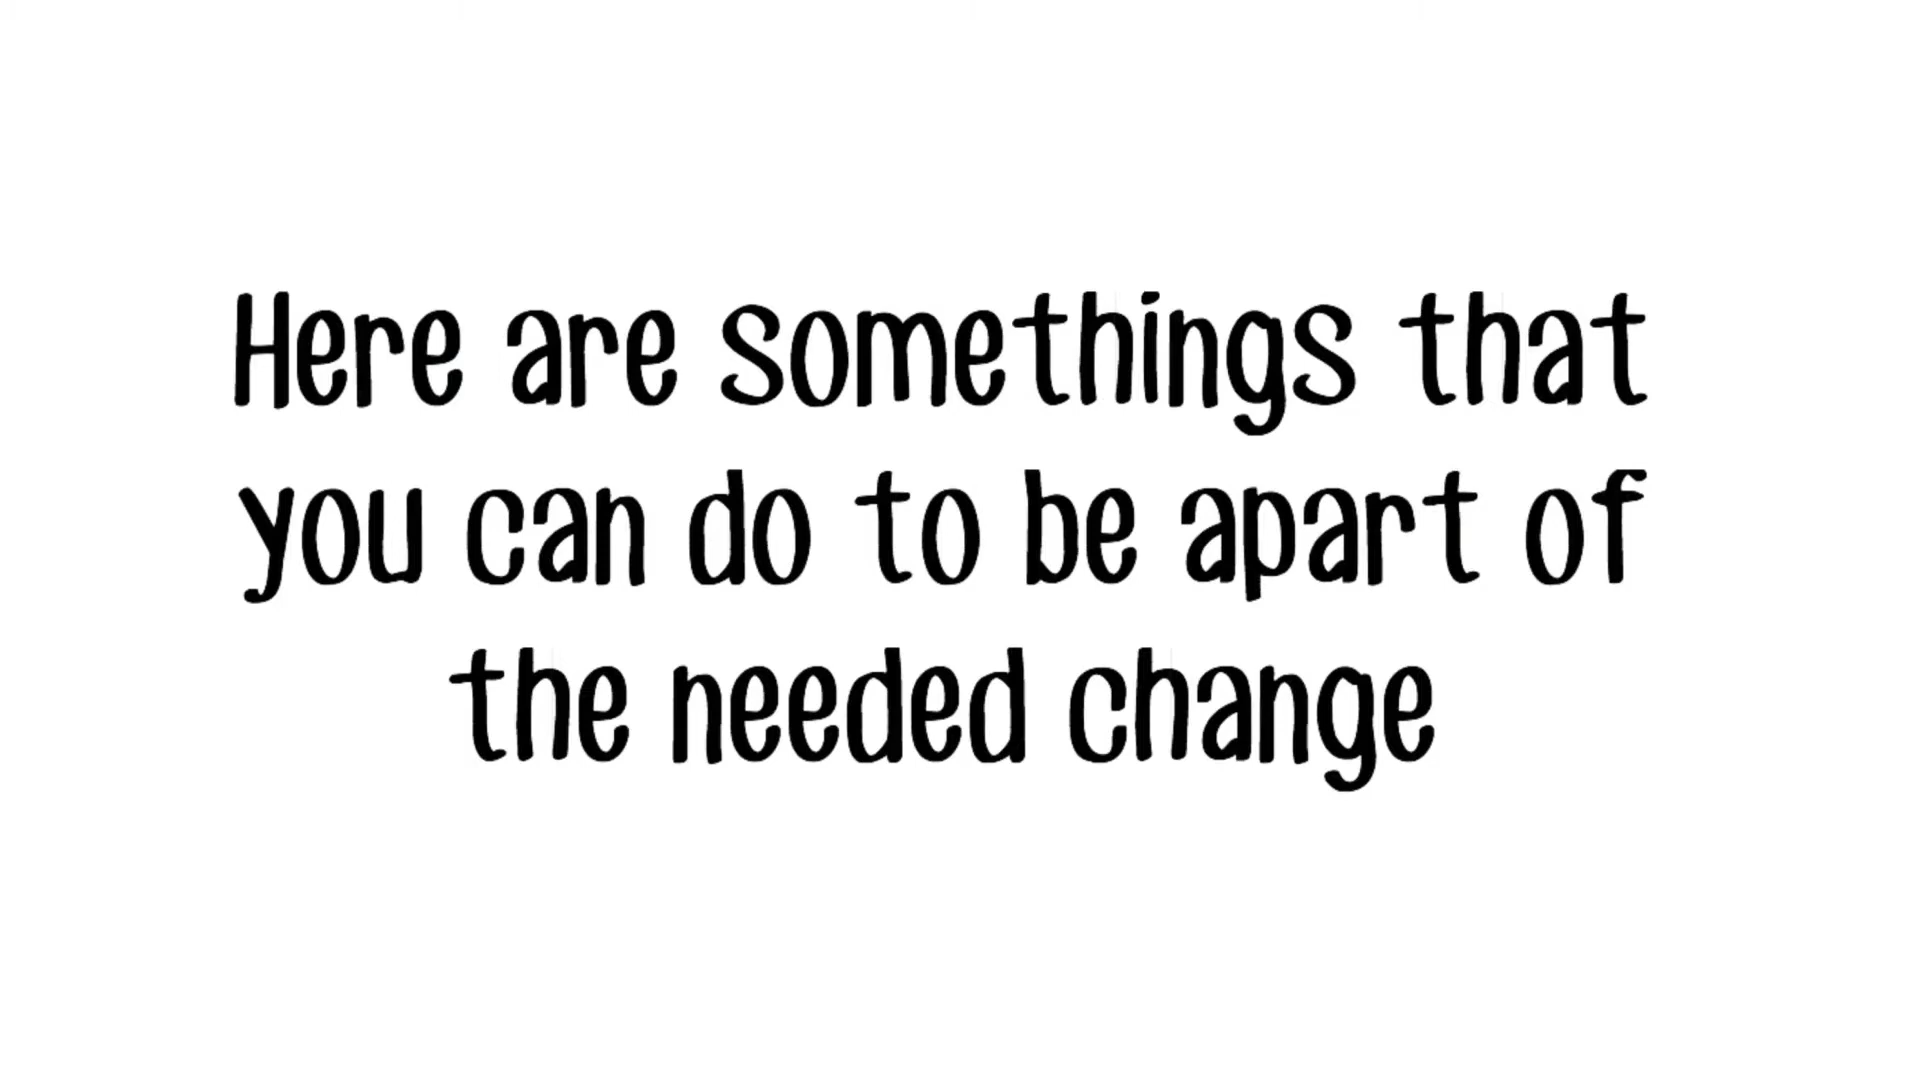 Here are somethings that
you can do to be apart of
the needed change